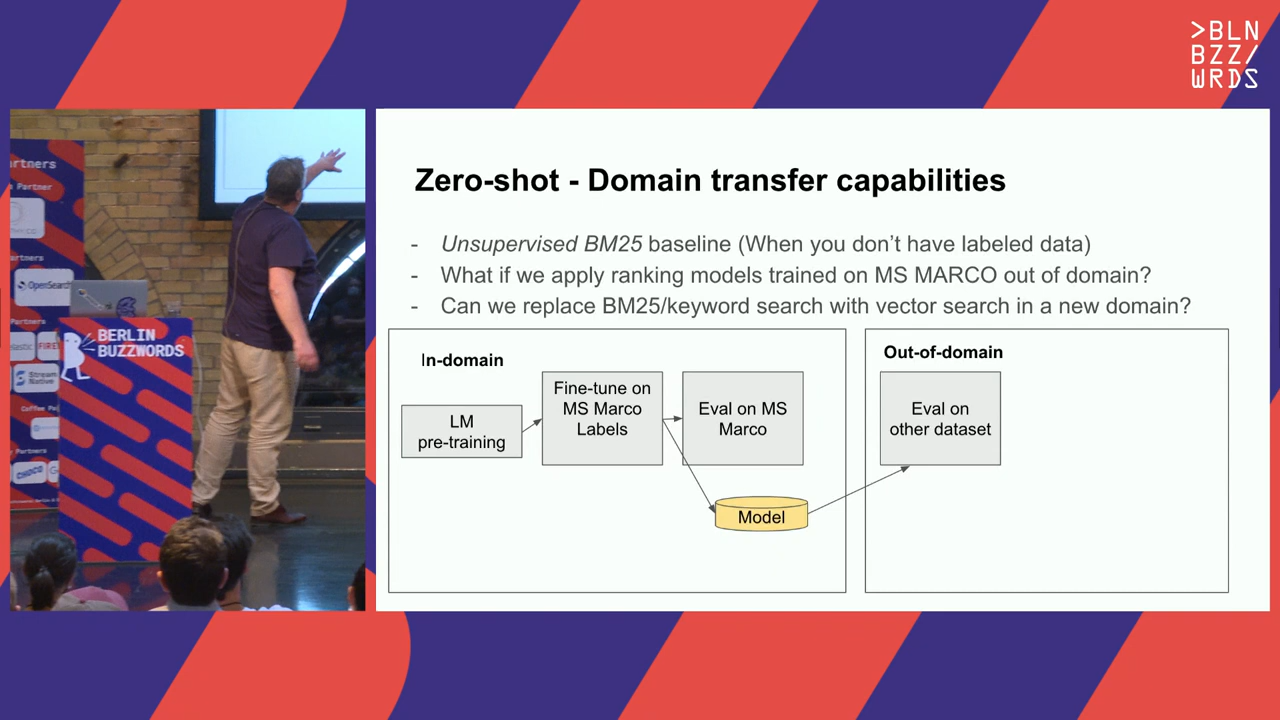 >BLN
BZZ/
WRDS
Zero-shot - Domain transfer capabilities
- Unsupervised BM25 baseline (When you don't have labeled data)
- What if we apply ranking models trained on MS MARCO out of domain?
- Can we replace BM25/keyword search with vector search in a new domain?
In-domain
LM
pre-training
Fine-tune on
MS Marco
Labels
Eval on MS
Marco
Model
Out-of-domain
Eval on
other dataset
OpenSearch
Stream
Native
CHOCO
BERLIN
BUZZWORDS